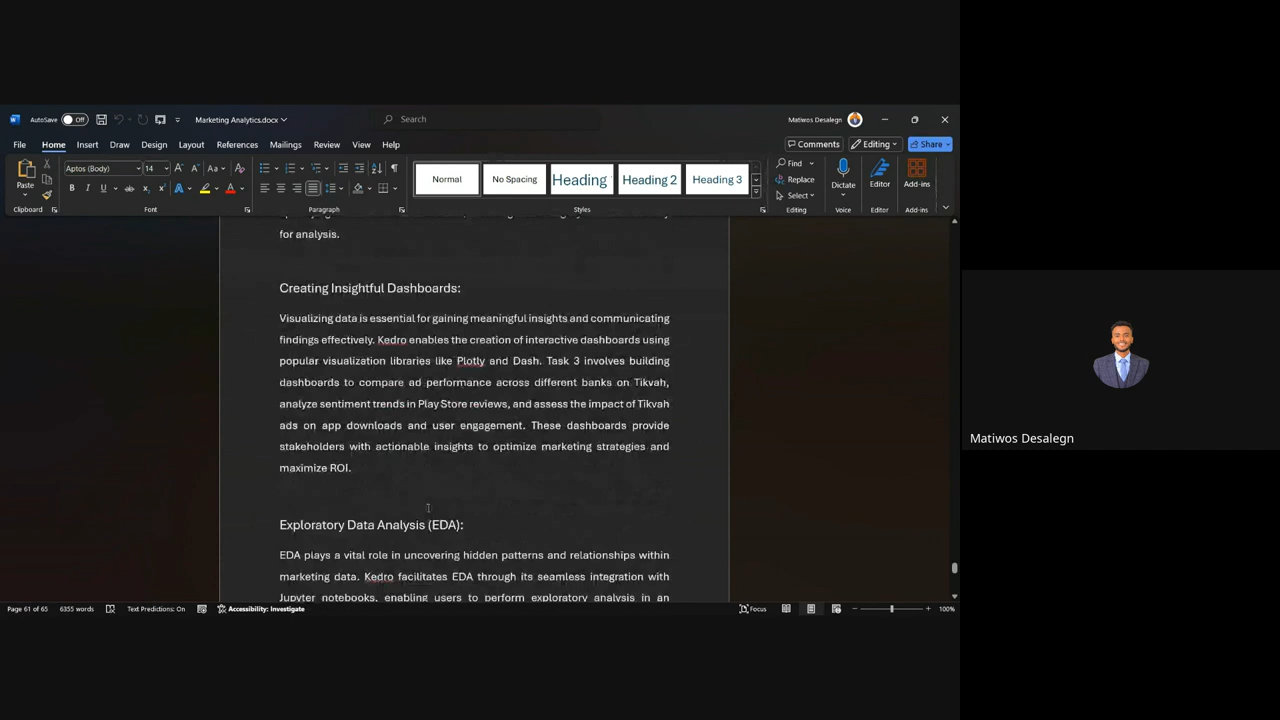 AutoSave Off Marketing Analytics.docx Search Matiwos Desalegn
File Home Insert Draw Design Layout References Mailings Review View Help Comments Editing Share
Paste Aptos (Body) 14 Normal No Spacing Heading Heading 2 Heading 3 Find Replace Select Dictate Editor Add-ins
Clipboard Font Paragraph Styles Editing Voice Editor Add-ins
for analysis.
Creating Insightful Dashboards:
Visualizing data is essential for gaining meaningful insights and communicating
findings effectively. Kedro enables the creation of interactive dashboards using
popular visualization libraries like Plotly and Dash. Task 3 involves building
dashboards to compare ad performance across different banks on Tikvah,
analyze sentiment trends in Play Store reviews, and assess the impact of Tikvah
ads on app downloads and user engagement. These dashboards provide
stakeholders with actionable insights to optimize marketing strategies and
maximize ROI.
Exploratory Data Analysis (EDA):
EDA plays a vital role in uncovering hidden patterns and relationships within
marketing data. Kedro facilitates EDA through its seamless integration with
Jupyter notebooks, enabling users to perform exploratory analysis in an
Page 61 of 65 6355 words Text Predictions: On Accessibility: Investigate Focus 100%
Matiwos Desalegn